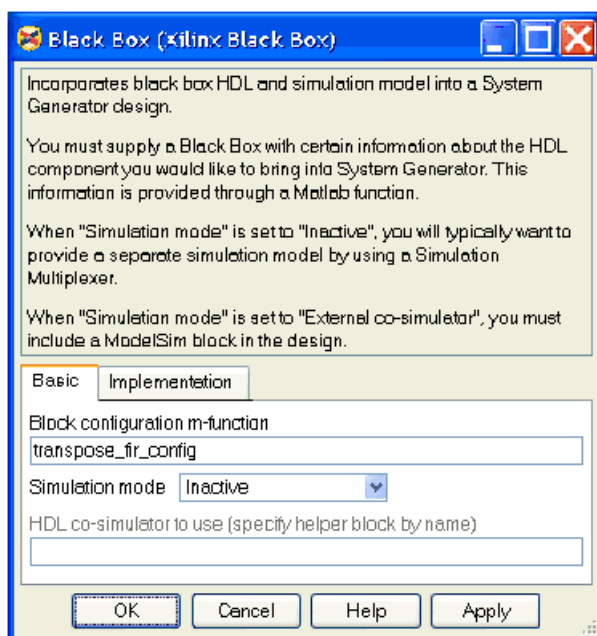 Black Box (Xilinx Black Box)
Incorporates black box HDL and simulation model into a System
Generator design.
You must supply a Black Box with certain information about the HDL
component you would like to bring into System Generator. This
information is provided through a Matlab function.
When "Simulation mode" is set to "Inactive", you will typically want to
provide a separate simulation model by using a Simulation
Multiplexer.
When "Simulation mode" is set to "External co-simulator", you must
include a ModelSim block in the design.
Basic Implementation
Block configuration m-function
transpose_fir_config
Simulation mode Inactive
HDL co-simulator to use (specify helper block by name)
OK Cancel Help Apply